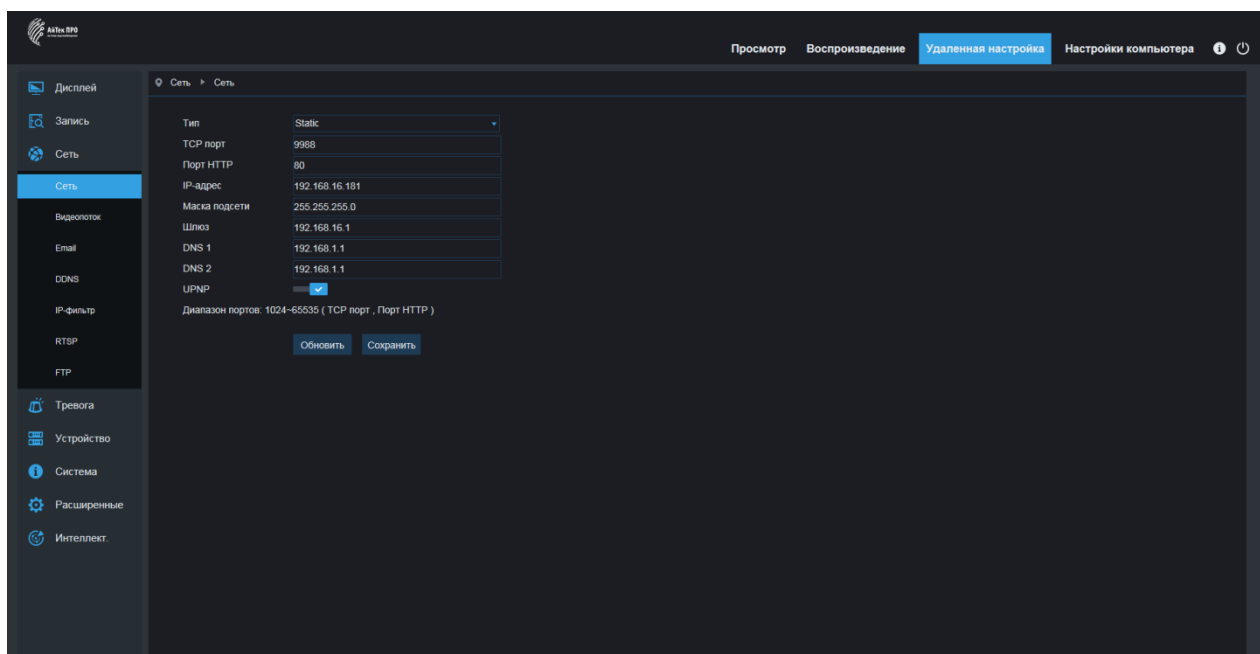 АйТек ПРО
Просмотр Воспроизведение Удаленная настройка Настройки компьютера
Дисплей
Запись
Сеть
Сеть
Видеопоток
Email
DDNS
IP-фильтр
RTSP
FTP
Тревога
Устройство
Система
Расширенные
Интеллект.
Сеть Сеть
Тип Static
TCP порт 9988
Порт HTTP 80
IP-адрес 192.168.16.181
Маска подсети 255.255.255.0
Шлюз 192.168.16.1
DNS 1 192.168.1.1
DNS 2 192.168.1.1
UPNP
Диапазон портов: 1024~65535 ( TCP порт , Порт HTTP )
Обновить Сохранить